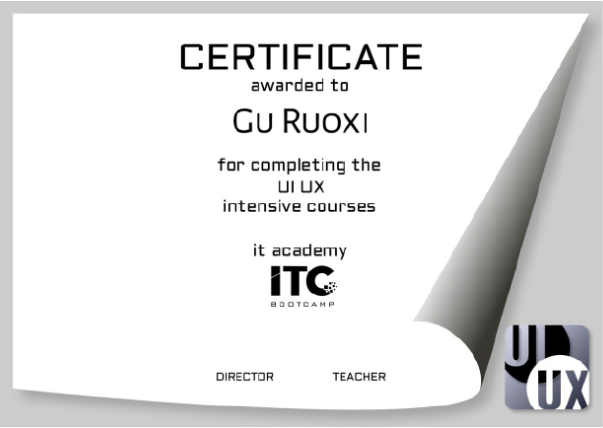 CERTIFICATE
awarded to
GU RUOXI
for completing the
UI UX
intensive courses
it academy
ITC
BOOTCAMP
DIRECTOR TEACHER
UI
UX